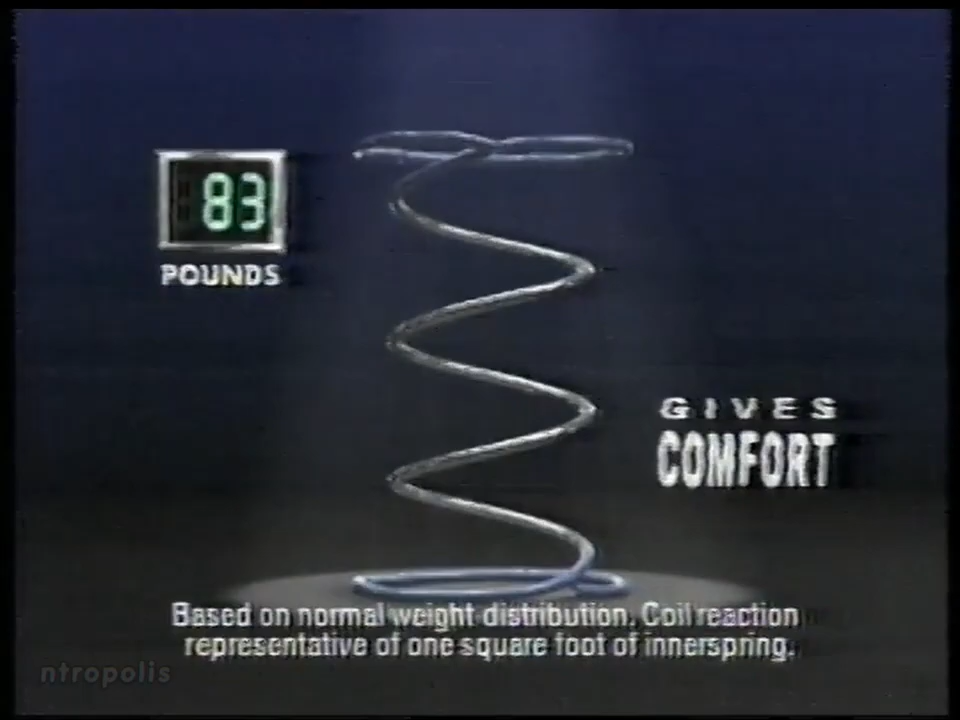 83
POUNDS
GIVES
COMFORT
Based on normal weight distribution. Coil reaction
representative of one square foot of innerspring.
ntropolis